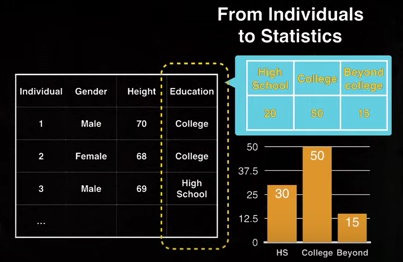 From Individuals
to Statistics
High School
College
Beyond college
50
Individual Gender Height Education
1 Male 70 College
2 Female 68 College
3 Male 69 High School
...
50
37.5
25
12.5
0
30
50
15
HS College Beyond